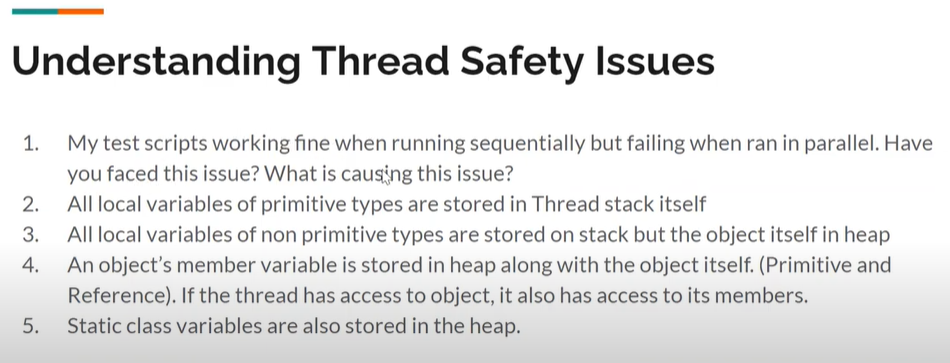 Understanding Thread Safety Issues
1. My test scripts working fine when running sequentially but failing when ran in parallel. Have
you faced this issue? What is causing this issue?
2. All local variables of primitive types are stored in Thread stack itself
3. All local variables of non primitive types are stored on stack but the object itself in heap
4. An object’s member variable is stored in heap along with the object itself. (Primitive and
Reference). If the thread has access to object, it also has access to its members.
5. Static class variables are also stored in the heap.